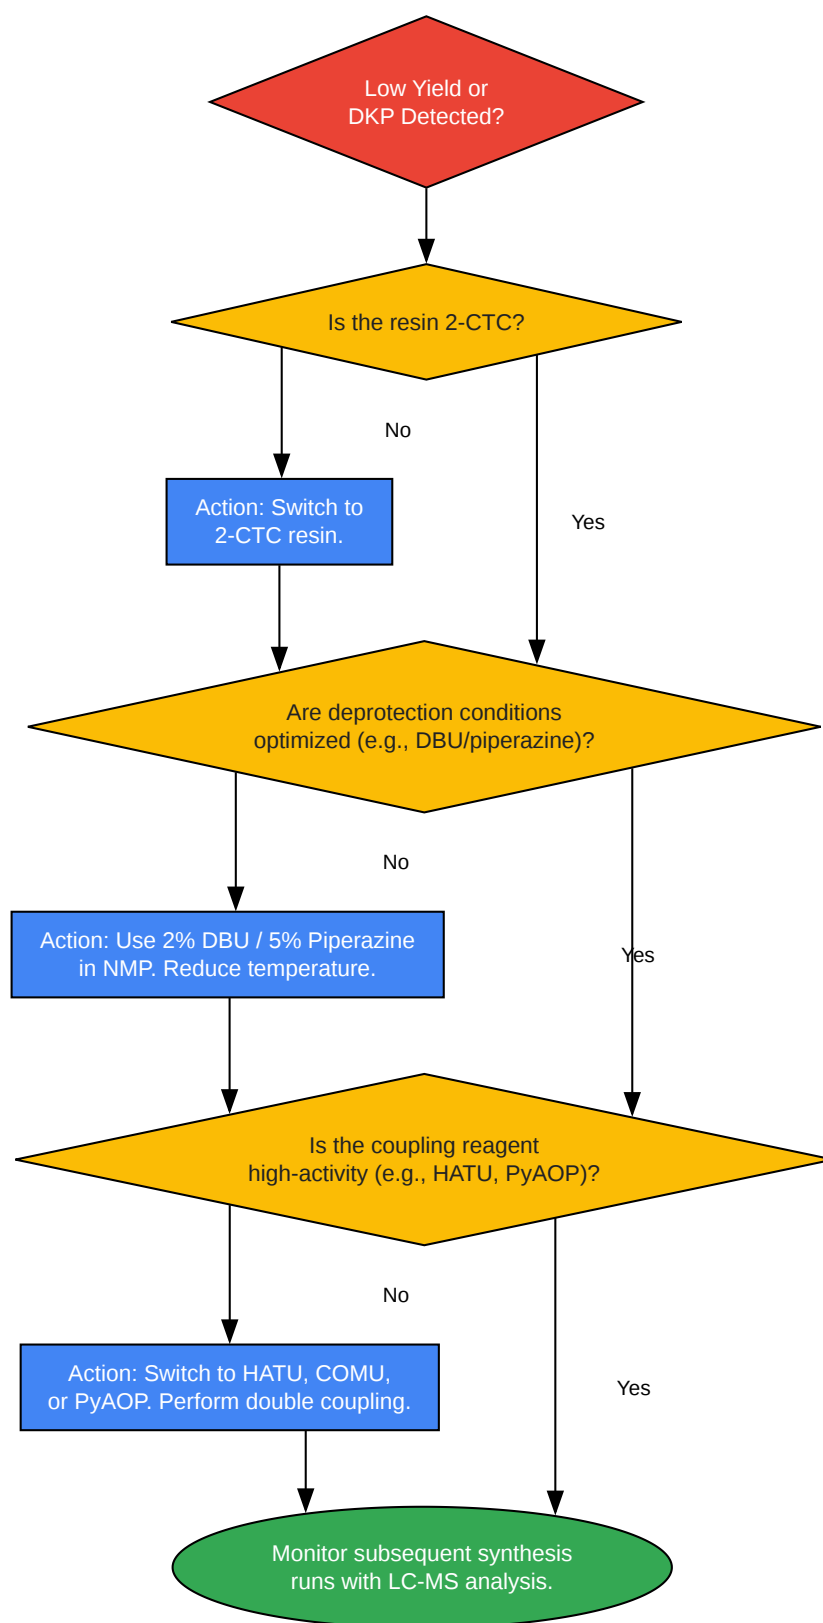 Low Yield or
DKP Detected?
Is the resin 2-CTC?
No
Action: Switch to
2-CTC resin.
Yes
Are deprotection conditions
optimized (e.g., DBU/piperazine)?
No
Action: Use 2% DBU / 5% Piperazine
in NMP. Reduce temperature.
Yes
Is the coupling reagent
high-activity (e.g., HATU, PyAOP)?
No
Action: Switch to HATU, COMU,
or PyAOP. Perform double coupling.
Yes
Monitor subsequent synthesis
runs with LC-MS analysis.